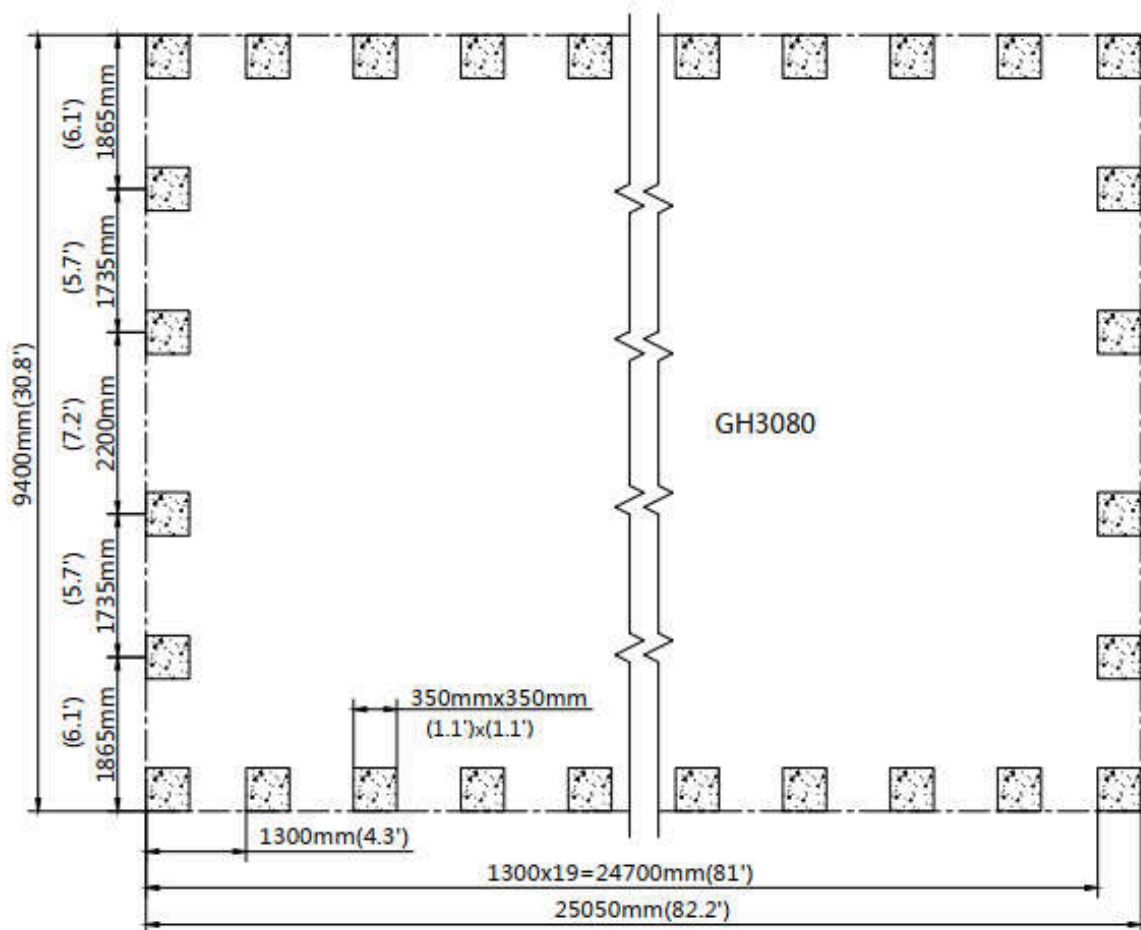 (6.1')
1865mm
(5.7')
1735mm
9400mm(30.8')
(7.2')
2200mm
GH3080
(5.7')
1735mm
(6.1')
1865mm
350mmx350mm
(1.1')x(1.1')
1300mm(4.3')
1300x19=24700mm(81')
25050mm(82.2')